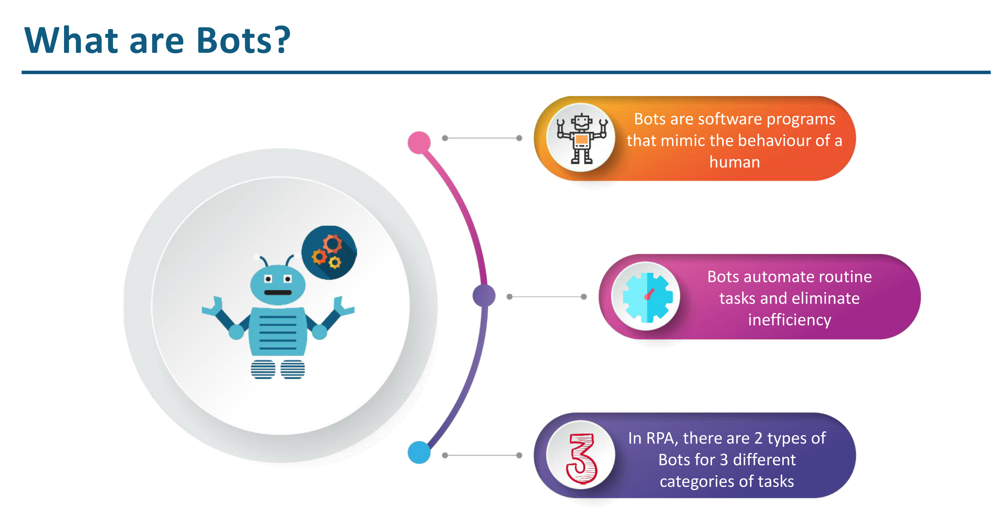 What are Bots?
Bots are software programs
that mimic the behaviour of a
human
Bots automate routine
tasks and eliminate
inefficiency
3
In RPA, there are 2 types of
Bots for 3 different
categories of tasks